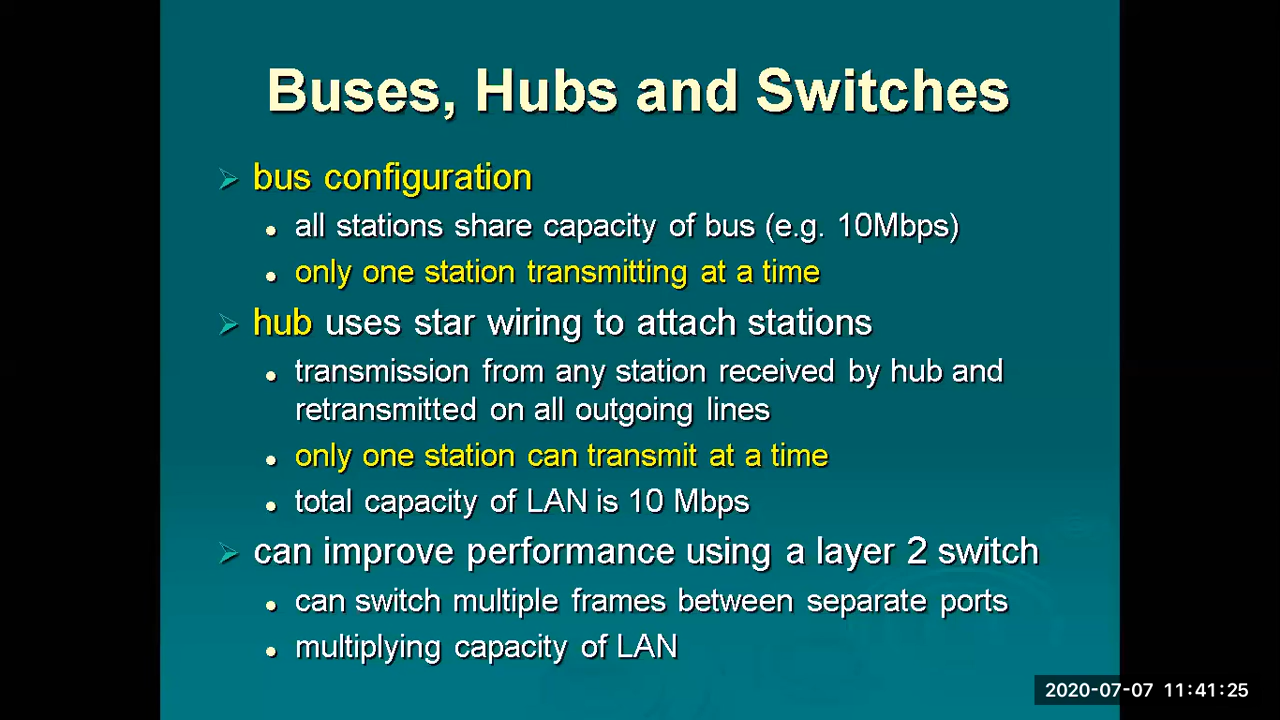 Buses, Hubs and Switches
bus configuration
all stations share capacity of bus (e.g. 10Mbps)
only one station transmitting at a time
hub uses star wiring to attach stations
transmission from any station received by hub and
retransmitted on all outgoing lines
only one station can transmit at a time
total capacity of LAN is 10 Mbps
can improve performance using a layer 2 switch
can switch multiple frames between separate ports
multiplying capacity of LAN
2020-07-07 11:41:25